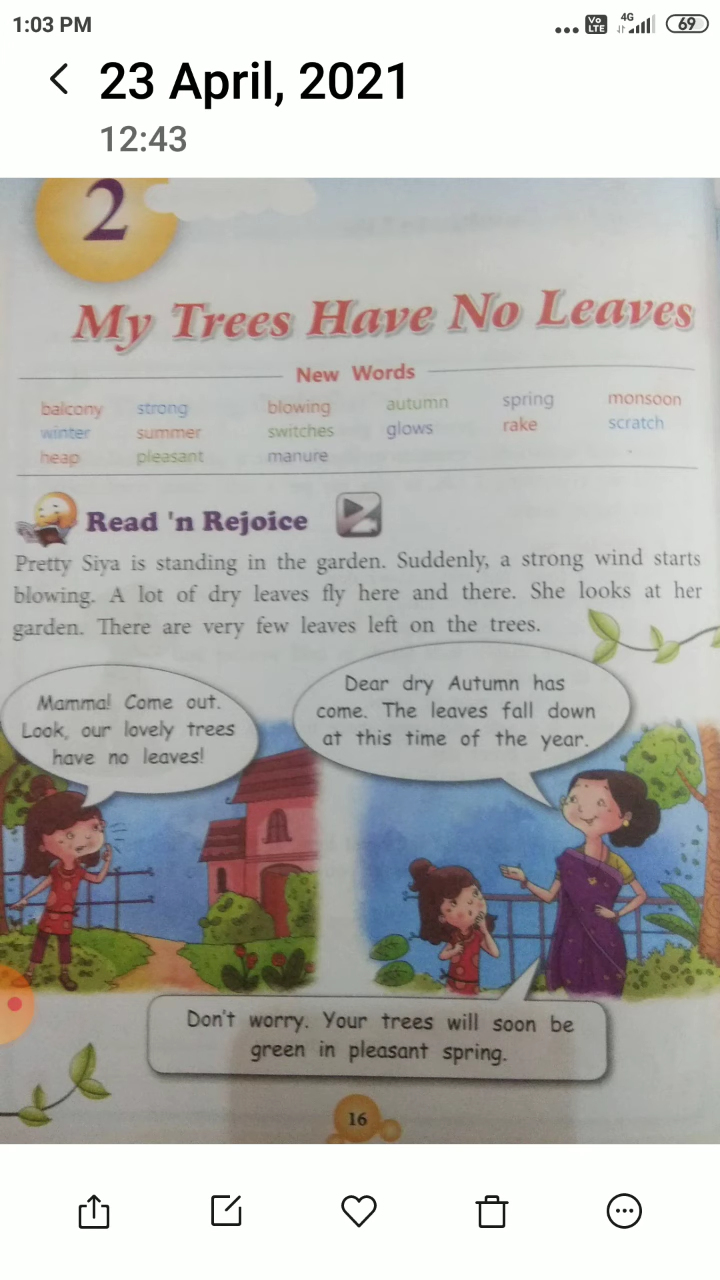 1:03 PM
Vo LTE 4G 69
23 April, 2021
12:43
2
My Trees Have No Leaves
New Words
balcony strong blowing autumn spring monsoon
winter summer switches glows rake scratch
heap pleasant manure
Read 'n Rejoice
Pretty Siya is standing in the garden. Suddenly, a strong wind starts
blowing. A lot of dry leaves fly here and there. She looks at her
garden. There are very few leaves left on the trees.
Mamma! Come out.
Look, our lovely trees
have no leaves!
Dear dry Autumn has
come. The leaves fall down
at this time of the year.
Don't worry. Your trees will soon be
green in pleasant spring.
16